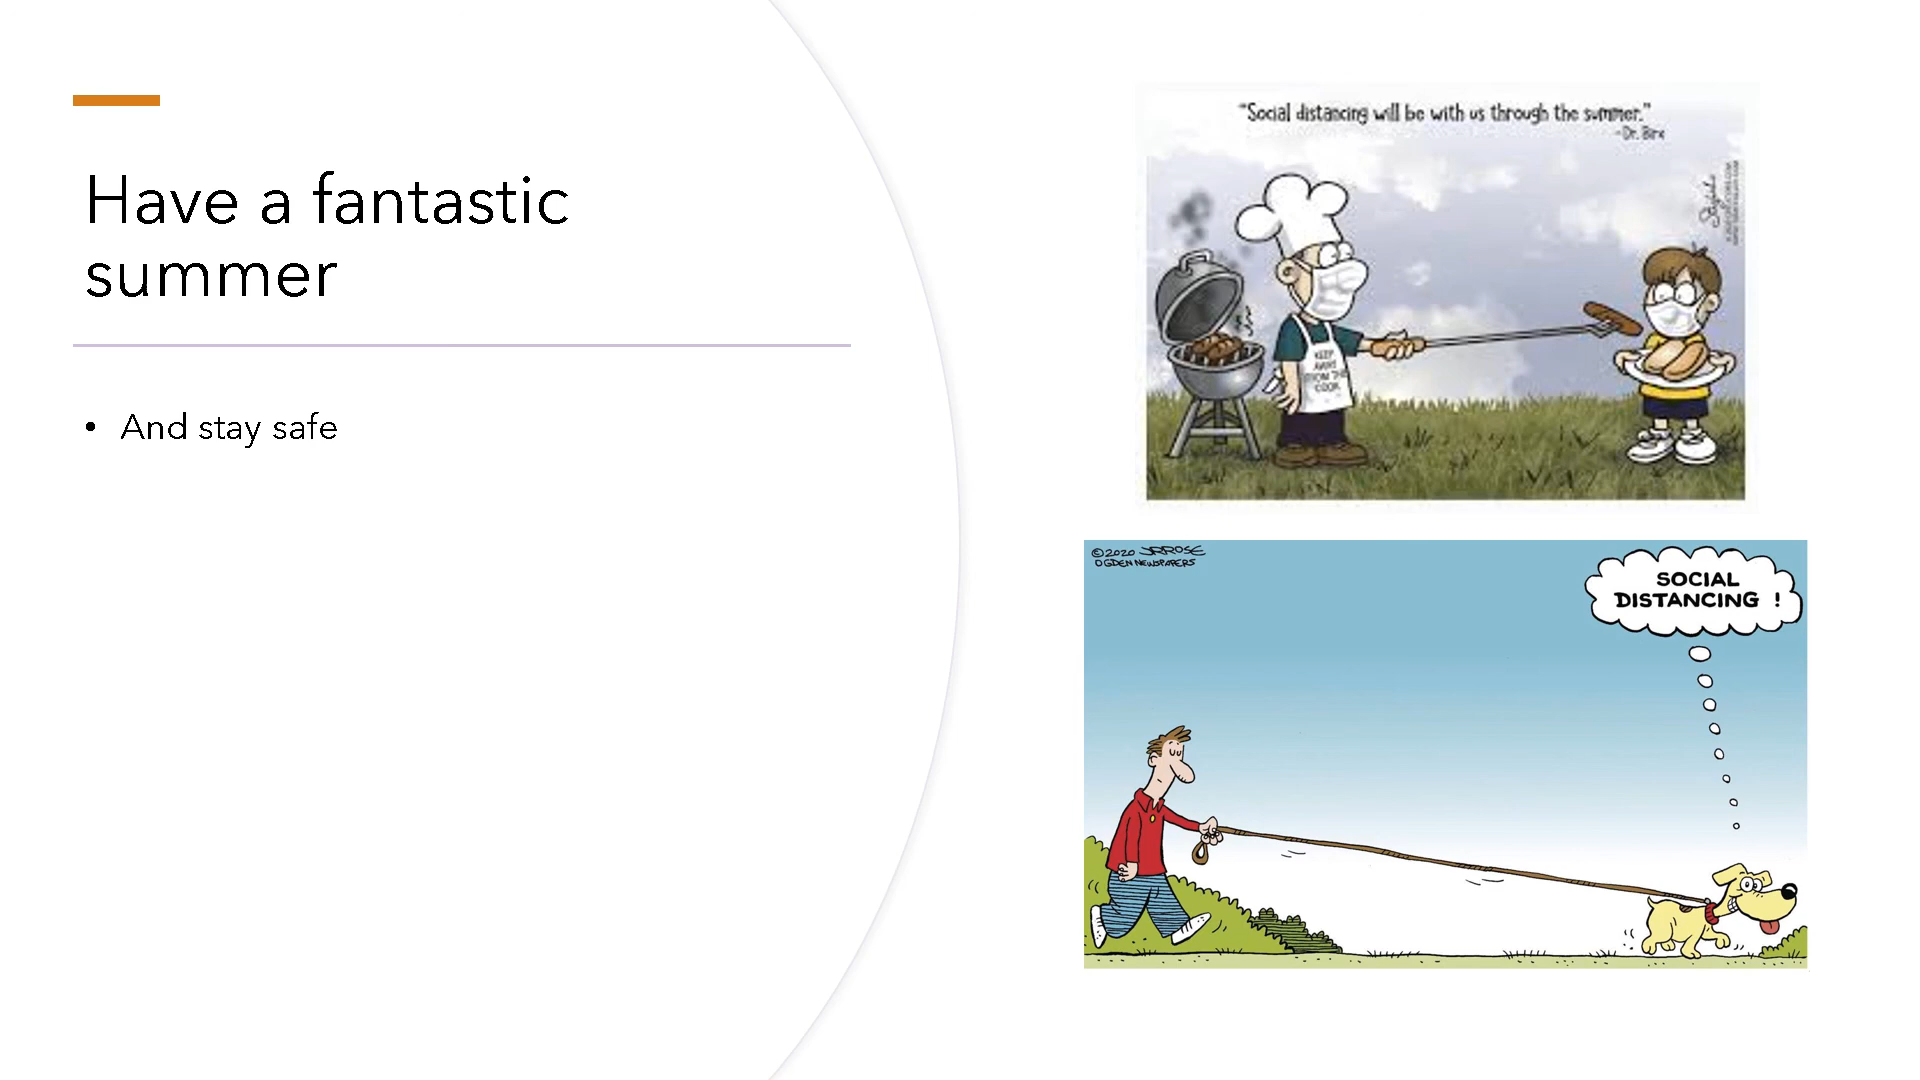 Have a fantastic
summer
• And stay safe
"Social distancing will be with us through the summer."
-Dr. Birx
KEEP
AWAY
FROM THE
COOK
©2020 JRROSE
OGDEN NEWSPAPERS
SOCIAL
DISTANCING !